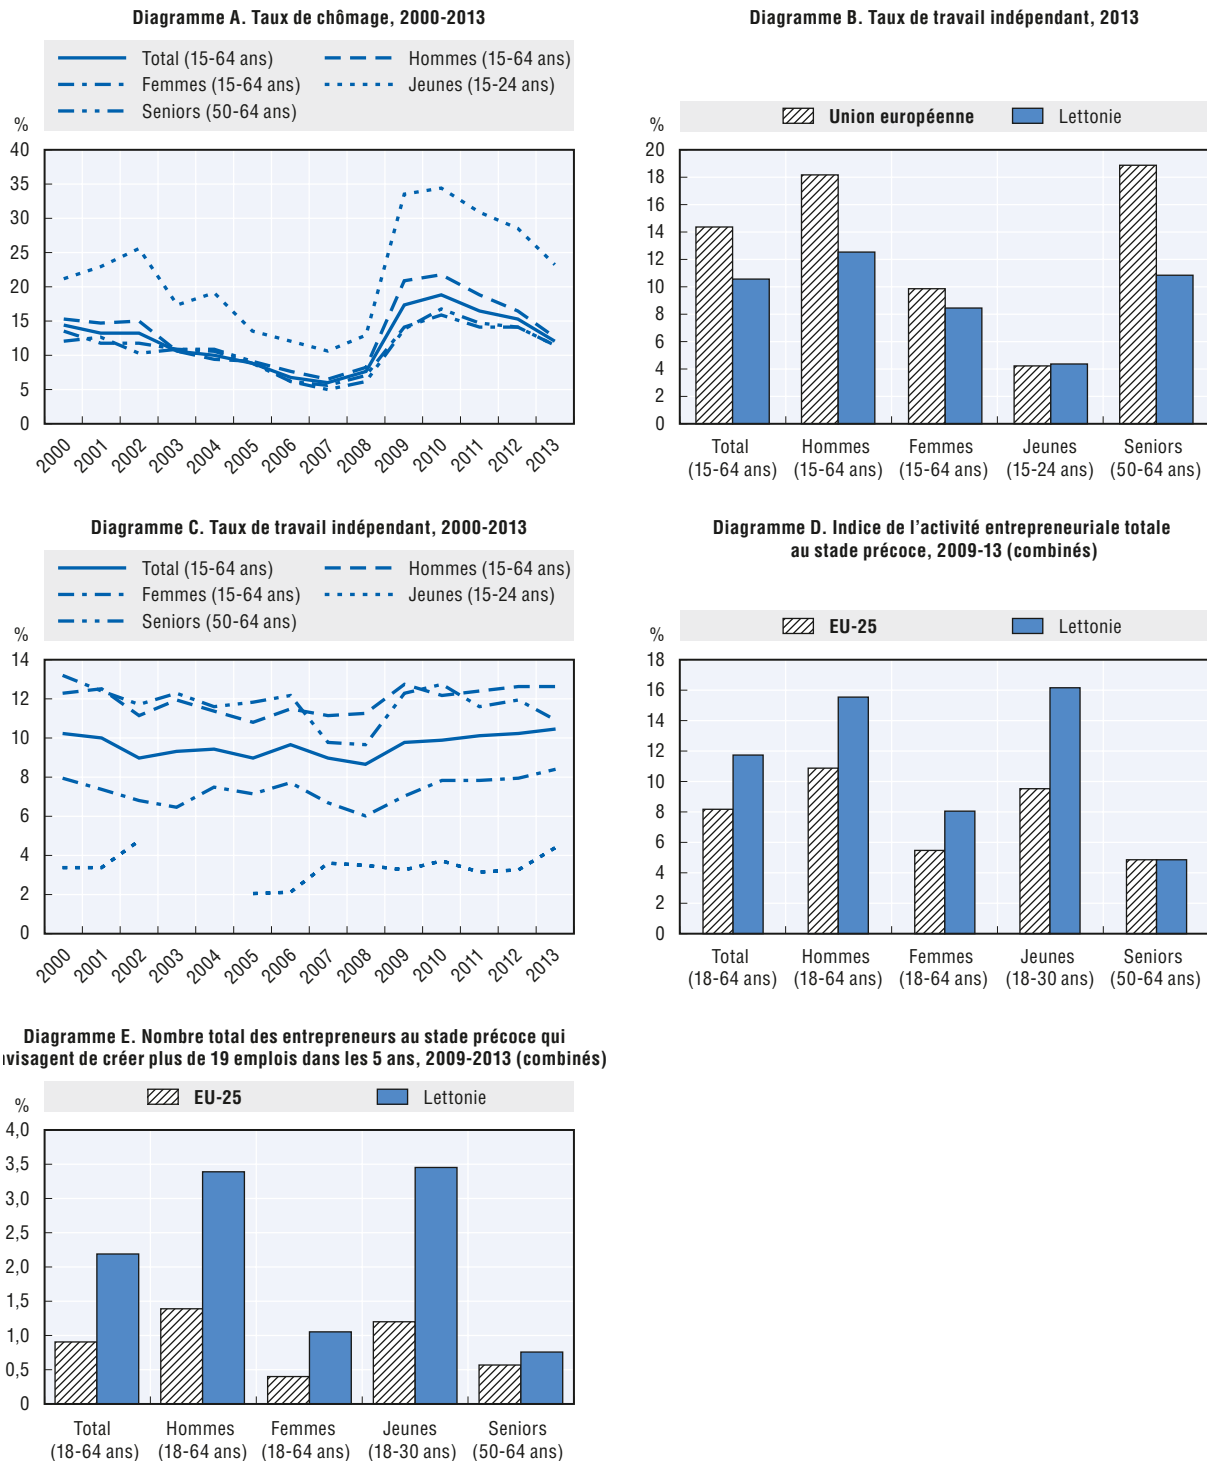 Diagramme A. Taux de chômage, 2000-2013
Total (15-64 ans)
Hommes (15-64 ans)
Femmes (15-64 ans)
Jeunes (15-24 ans)
Seniors (50-64 ans)
%
40
35
30
25
20
15
10
5
0
2000 2001 2002 2003 2004 2005 2006 2007 2008 2009 2010 2011 2012 2013
Diagramme B. Taux de travail indépendant, 2013
Union européenne
Lettonie
%
20
18
16
14
12
10
8
6
4
2
0
Total Hommes Femmes Jeunes Seniors
(15-64 ans) (15-64 ans) (15-64 ans) (15-24 ans) (50-64 ans)
Diagramme C. Taux de travail indépendant, 2000-2013
Total (15-64 ans)
Hommes (15-64 ans)
Femmes (15-64 ans)
Jeunes (15-24 ans)
Seniors (50-64 ans)
%
14
12
10
8
6
4
2
0
2000 2001 2002 2003 2004 2005 2006 2007 2008 2009 2010 2011 2012 2013
Diagramme D. Indice de l'activité entrepreneuriale totale
au stade précoce, 2009-13 (combinés)
EU-25
Lettonie
%
18
16
14
12
10
8
6
4
2
0
Total Hommes Femmes Jeunes Seniors
(18-64 ans) (18-64 ans) (18-64 ans) (18-30 ans) (50-64 ans)
Diagramme E. Nombre total des entrepreneurs au stade précoce qui
nvisagent de créer plus de 19 emplois dans les 5 ans, 2009-2013 (combinés)
EU-25
Lettonie
%
4,0
3,5
3,0
2,5
2,0
1,5
1,0
0,5
0
Total Hommes Femmes Jeunes Seniors
(18-64 ans) (18-64 ans) (18-64 ans) (18-30 ans) (50-64 ans)